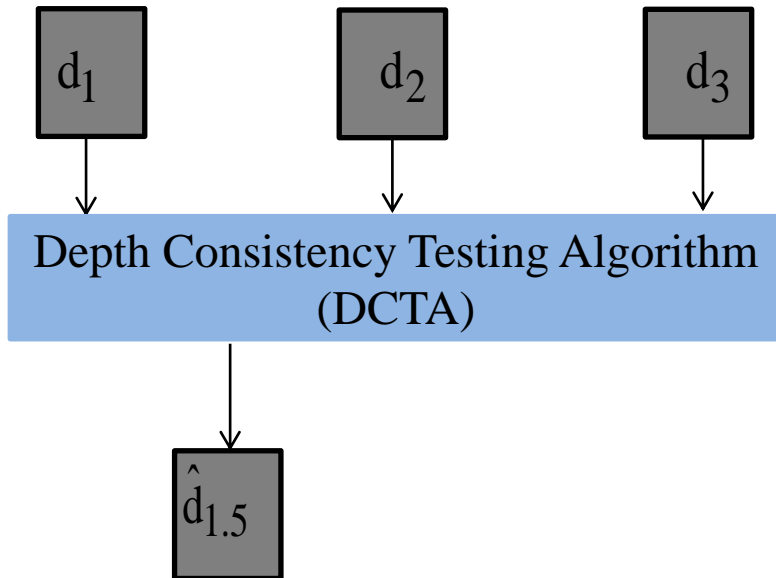 d₁ d₂ d₃
Depth Consistency Testing Algorithm
(DCTA)
d̂₁.₅